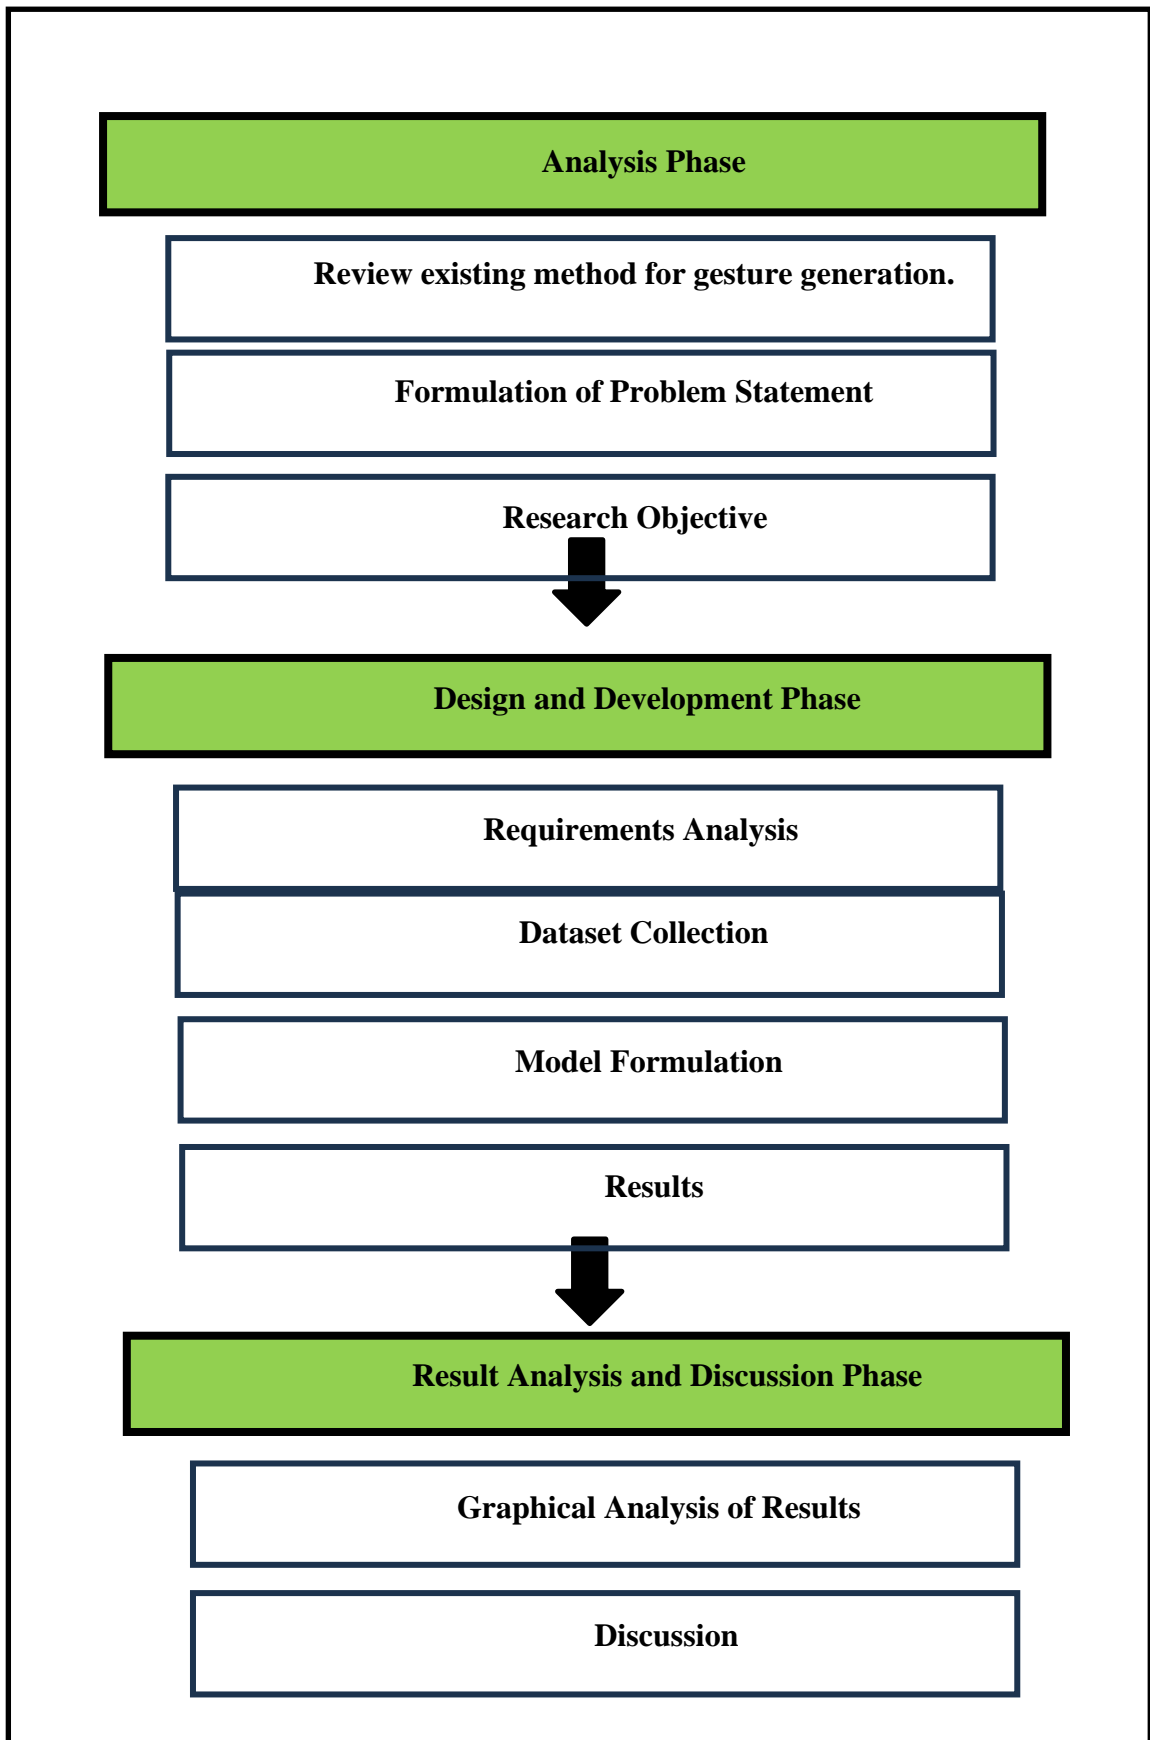 Analysis Phase
Review existing method for gesture generation.
Formulation of Problem Statement
Research Objective
Design and Development Phase
Requirements Analysis
Dataset Collection
Model Formulation
Results
Result Analysis and Discussion Phase
Graphical Analysis of Results
Discussion